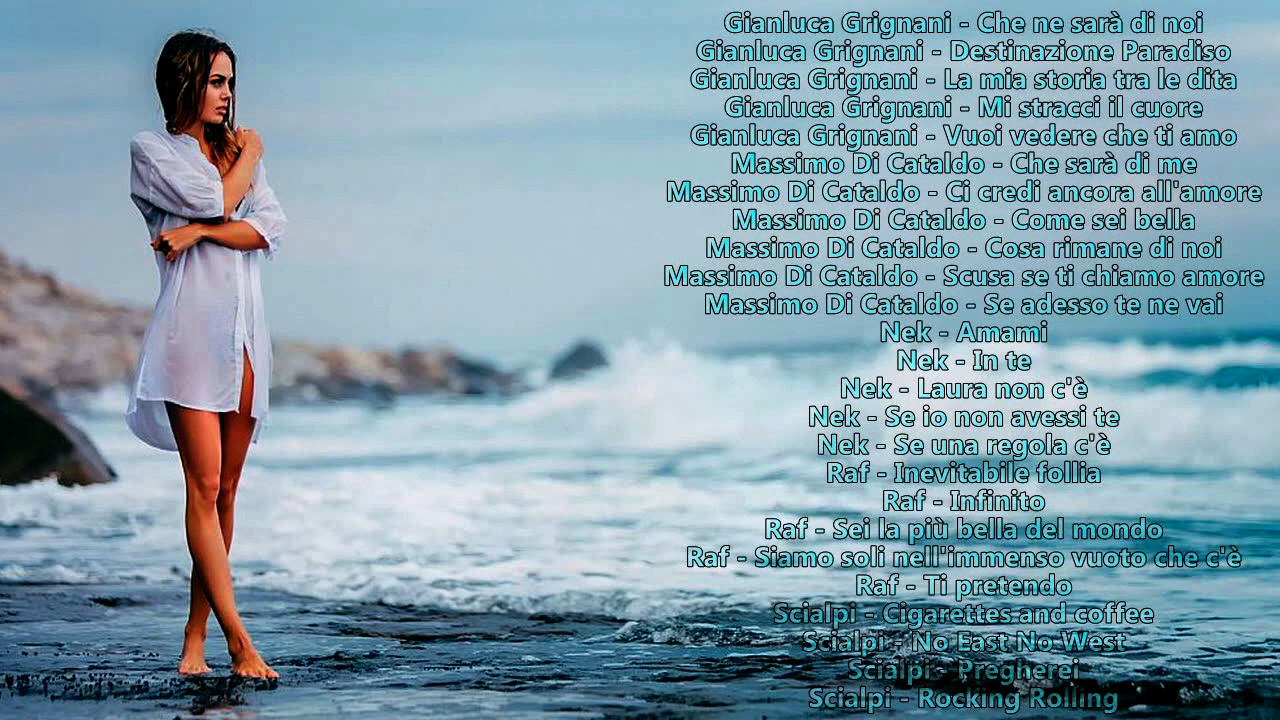 Gianluca Grignani - Che ne sarà di noi
Gianluca Grignani - Destinazione Paradiso
Gianluca Grignani - La mia storia tra le dita
Gianluca Grignani - Mi stracci il cuore
Gianluca Grignani - Vuoi vedere che ti amo
Massimo Di Cataldo - Che sarà di me
Massimo Di Cataldo - Ci credi ancora all'amore
Massimo Di Cataldo - Come sei bella
Massimo Di Cataldo - Cosa rimane di noi
Massimo Di Cataldo - Scusa se ti chiamo amore
Massimo Di Cataldo - Se adesso te ne vai
Nek - Amami
Nek - In te
Nek - Laura non c'è
Nek - Se io non avessi te
Nek - Se una regola c'è
Raf - Inevitabile follia
Raf - Infinito
Raf - Sei la più bella del mondo
Raf - Siamo soli nell'immenso vuoto che c'è
Raf - Ti pretendo
Scialpi - Cigarettes and coffee
Scialpi - No East No West
Scialpi - Pregherei
Scialpi - Rocking Rolling